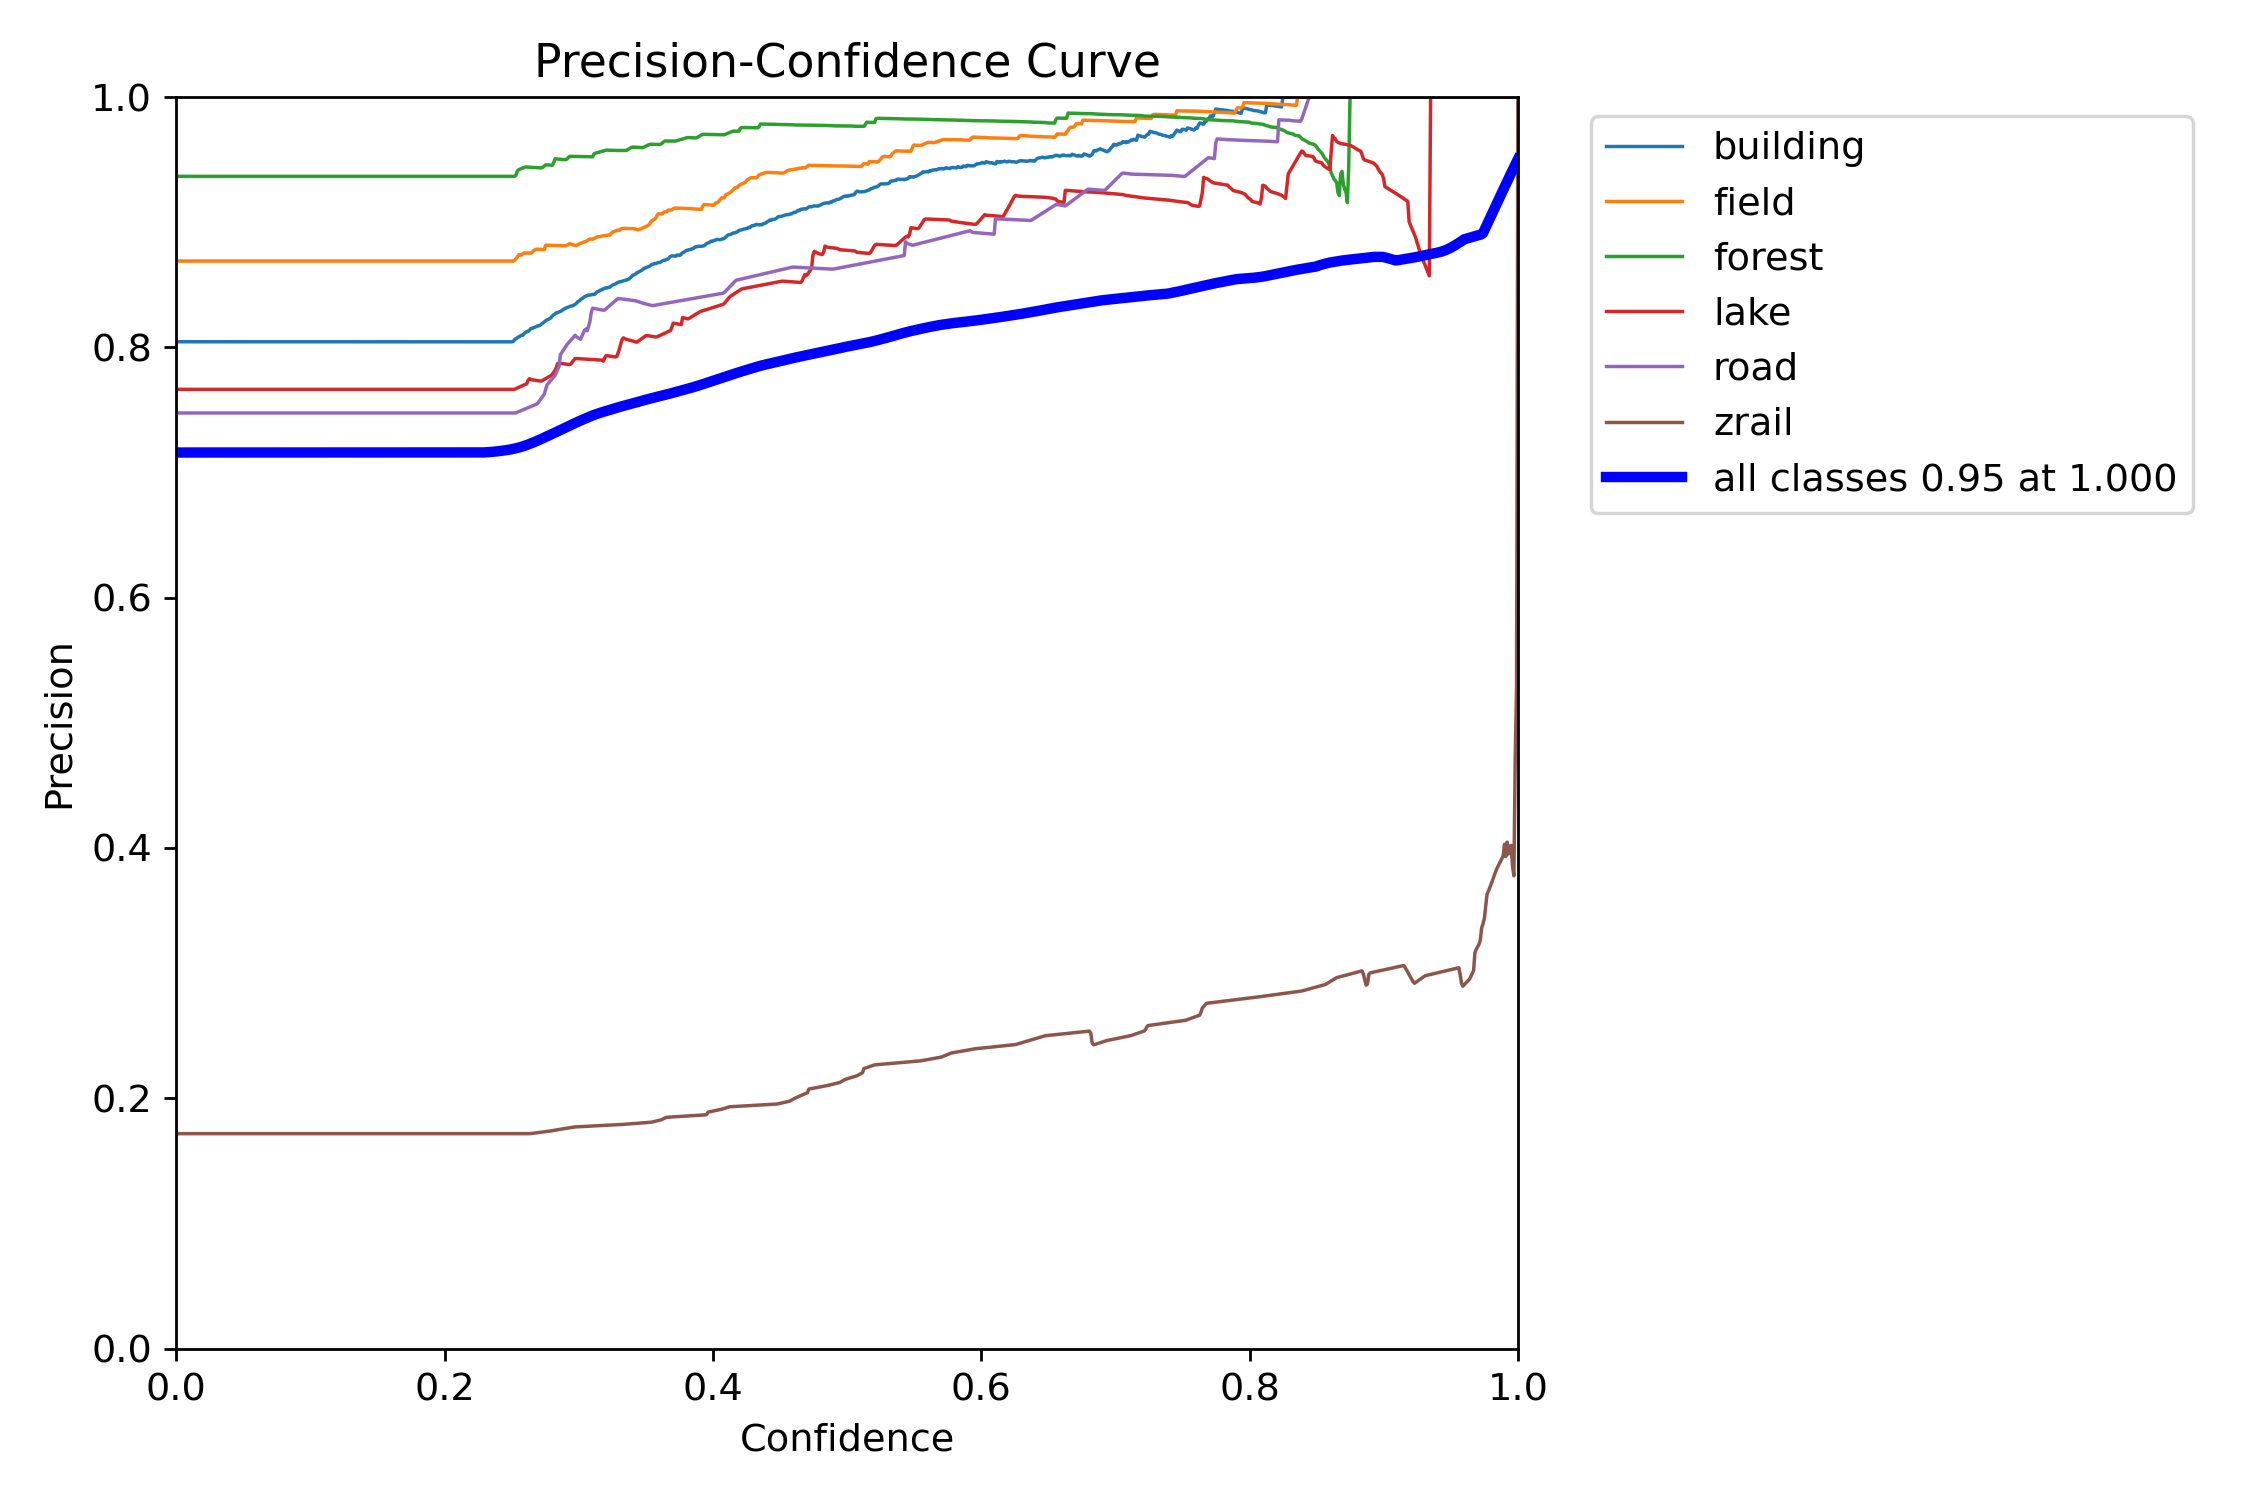 Precision-Confidence Curve
1.0
0.8
0.6
0.4
0.2
0.0
Precision
0.0 0.2 0.4 0.6 0.8 1.0
Confidence
building
field
forest
lake
road
zrail
all classes 0.95 at 1.000